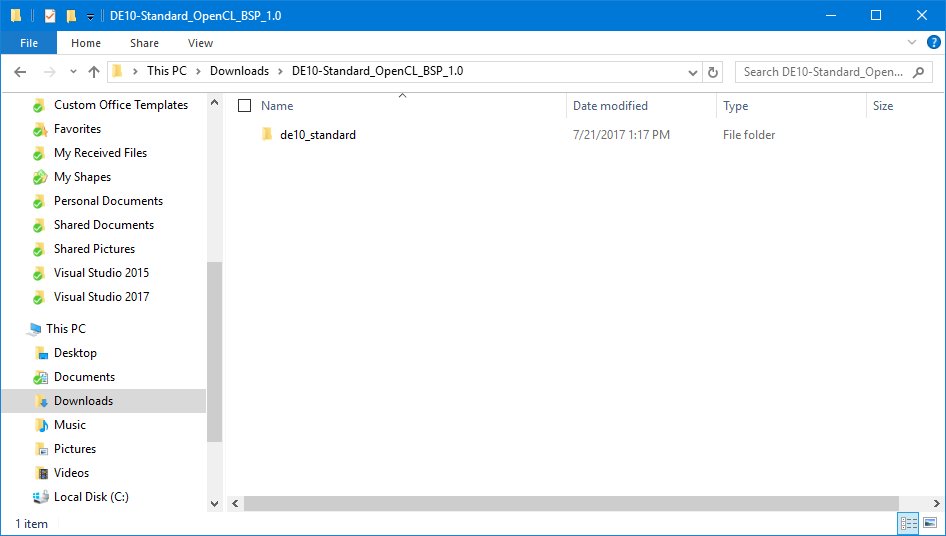 DE10-Standard_OpenCL_BSP_1.0
File Home Share View
This PC Downloads DE10-Standard_OpenCL_BSP_1.0 Search DE10-Standard_Open...
Name Date modified Type Size
de10_standard 7/21/2017 1:17 PM File folder
Custom Office Templates
Favorites
My Received Files
My Shapes
Personal Documents
Shared Documents
Shared Pictures
Visual Studio 2015
Visual Studio 2017
This PC
Desktop
Documents
Downloads
Music
Pictures
Videos
Local Disk (C:)
1 item